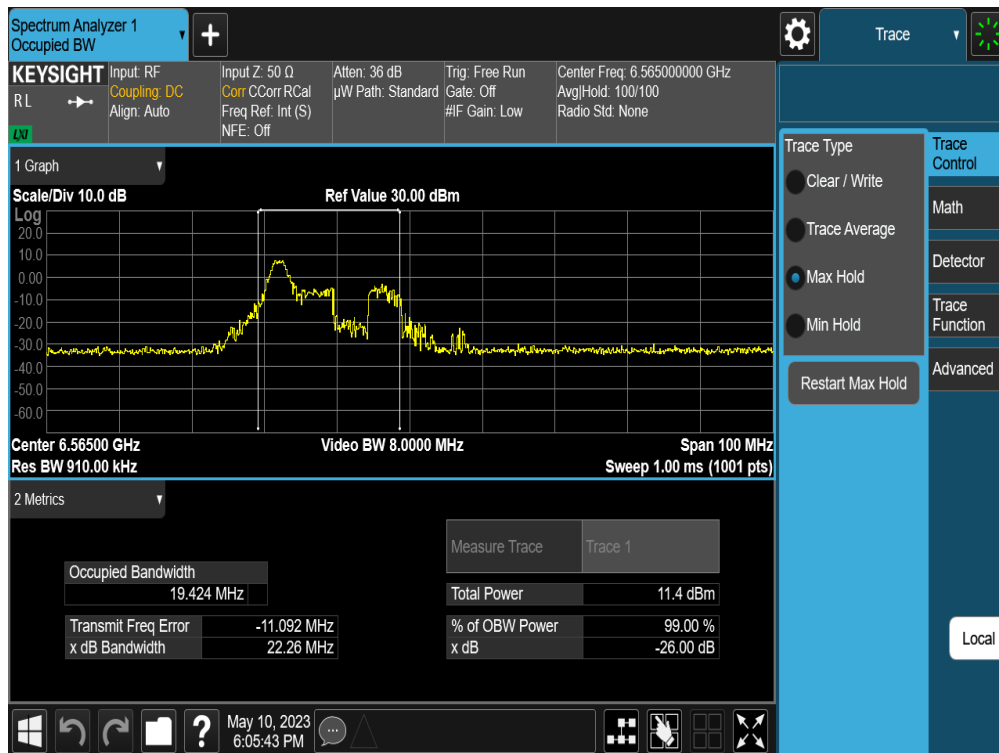 Spectrum Analyzer 1
Occupied BW
+
Trace
KEYSIGHT
RL
LXI
Input: RF
Coupling: DC
Align: Auto
Input Z: 50 Ω
Corr CCorr RCal
Freq Ref: Int (S)
NFE: Off
Atten: 36 dB
µW Path: Standard
Trig: Free Run
Gate: Off
#IF Gain: Low
Center Freq: 6.565000000 GHz
Avg|Hold: 100/100
Radio Std: None
1 Graph
Scale/Div 10.0 dB
Ref Value 30.00 dBm
Log
20.0
10.0
0.00
-10.0
-20.0
-30.0
-40.0
-50.0
-60.0
Center 6.56500 GHz
Video BW 8.0000 MHz
Span 100 MHz
Res BW 910.00 kHz
Sweep 1.00 ms (1001 pts)
2 Metrics
Measure Trace
Trace 1
Occupied Bandwidth
19.424 MHz
Total Power
11.4 dBm
Transmit Freq Error
-11.092 MHz
% of OBW Power
99.00 %
x dB Bandwidth
22.26 MHz
x dB
-26.00 dB
Trace Type
Clear / Write
Trace Average
Max Hold
Min Hold
Restart Max Hold
Trace
Control
Math
Detector
Trace
Function
Advanced
Local
?
May 10, 2023
6:05:43 PM